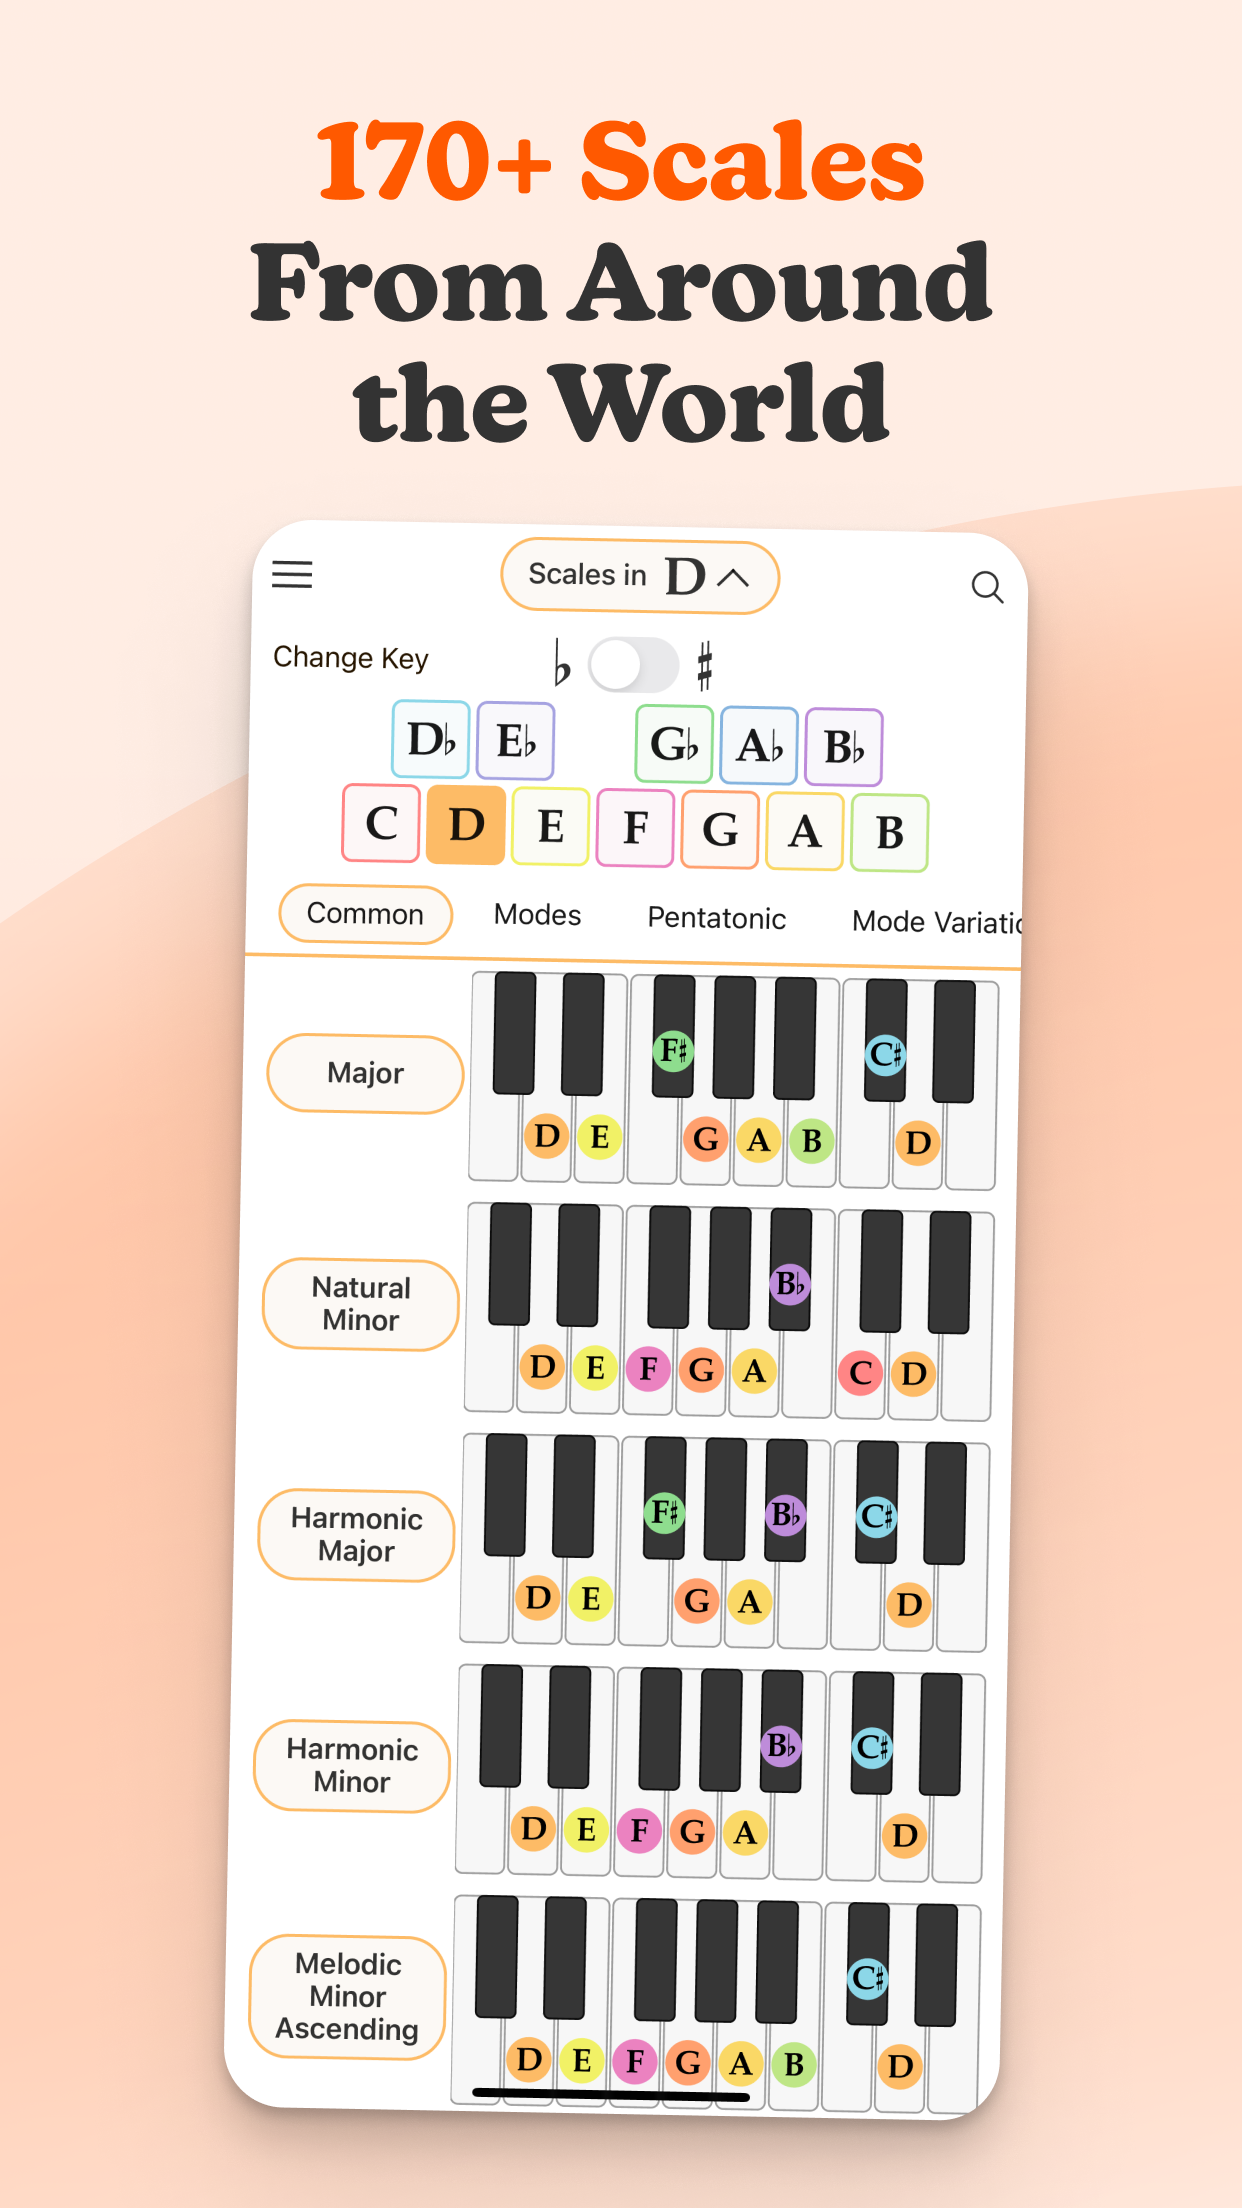 170+ Scales
From Around
the World
Scales in D
Change Key
♭ ♯
D♭ E♭ G♭ A♭ B♭
C D E F G A B
Common Modes Pentatonic Mode Variatio
F♯ C♯
Major
D E G A B D
B♭
Natural
Minor
D E F G A C D
F♯ B♭ C♯
Harmonic
Major
D E G A D
B♭ C♯
Harmonic
Minor
D E F G A D
C♯
Melodic
Minor
Ascending
D E F G A B D